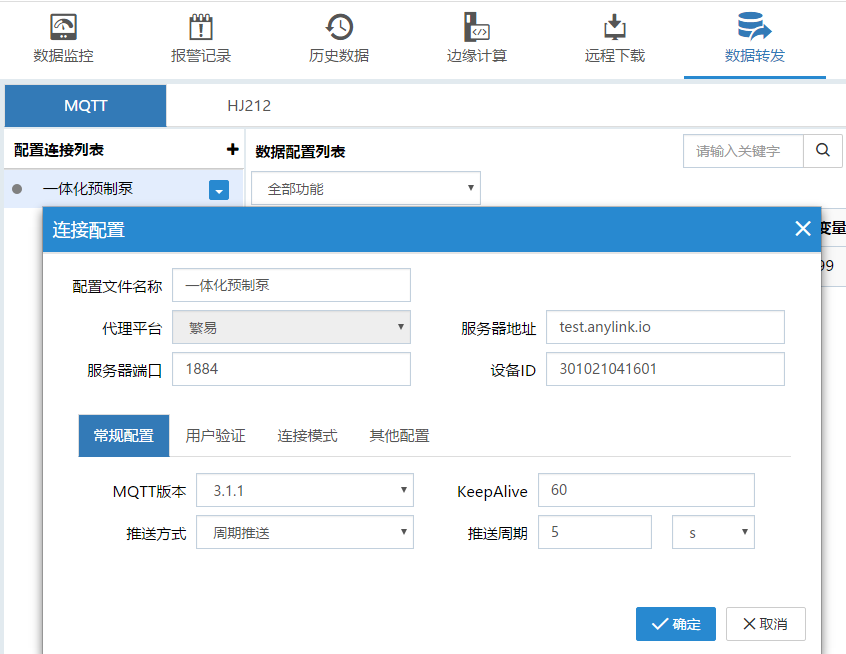 数据监控 报警记录 历史数据 边缘计算 远程下载 数据转发
MQTT HJ212
配置连接列表 数据配置列表 请输入关键字
一体化预制泵 全部功能
变量
99
连接配置
配置文件名称 一体化预制泵
代理平台 繁易 服务器地址 test.anylink.io
服务器端口 1884 设备ID 301021041601
常规配置 用户验证 连接模式 其他配置
MQTT版本 3.1.1 KeepAlive 60
推送方式 周期推送 推送周期 5 s
确定 取消